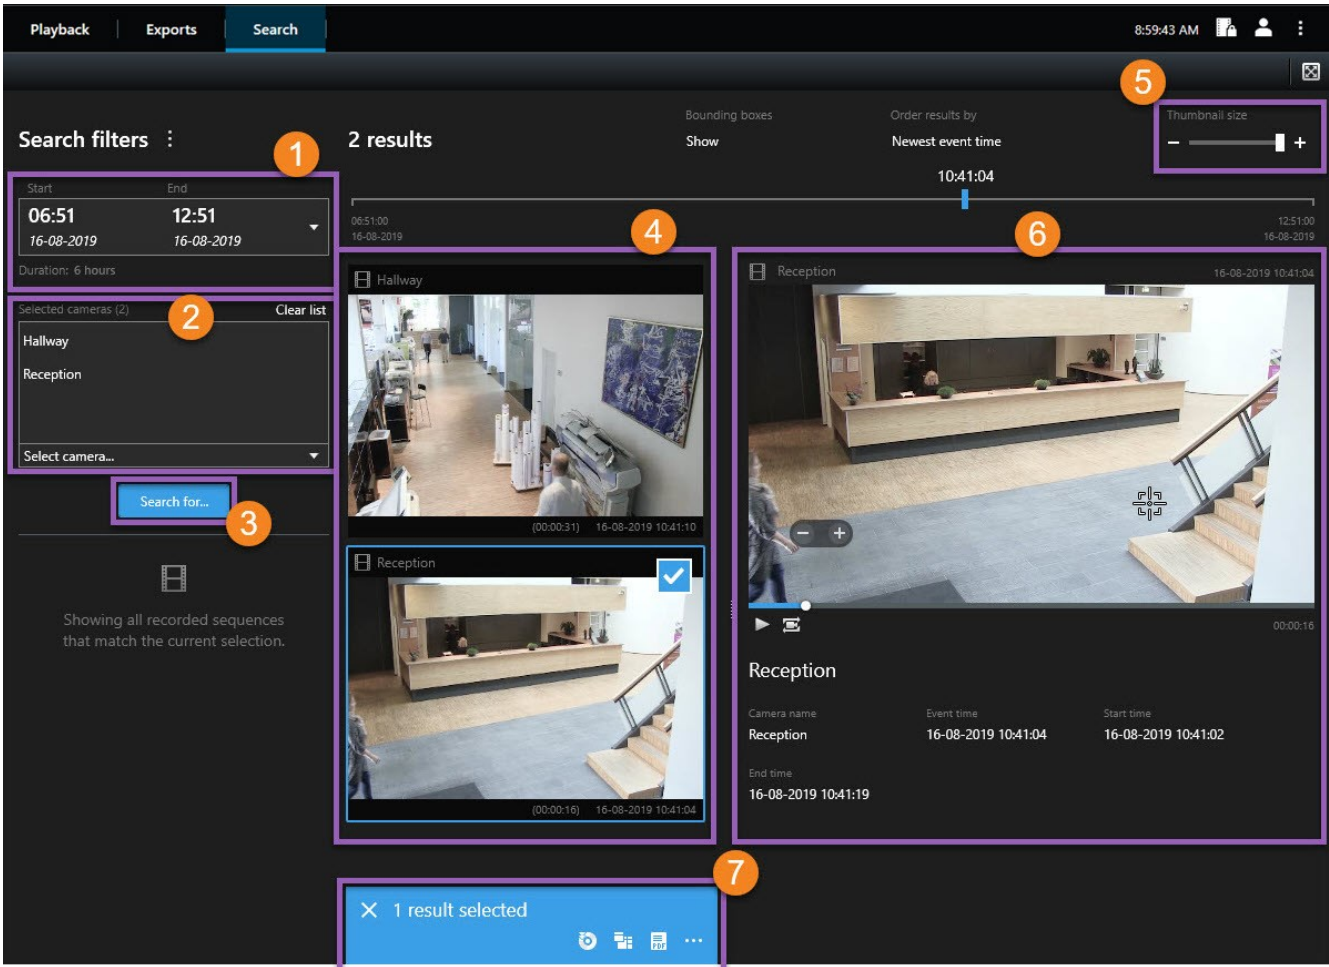 Playback Exports Search 8:59:43 AM
5
Search filters 2 results Bounding boxes Order results by Thumbnail size
1 Show Newest event time − +
10:41:04
Start End
06:51 12:51
16-08-2019 16-08-2019
06:51:00 12:51:00
16-08-2019 16-08-2019
4 6
Duration: 6 hours
Hallway
Reception 16-08-2019 10:41:04
Selected cameras (2) Clear list
2
Hallway
Reception
Select camera...
Search for...
3
(00:00:31) 16-08-2019 10:41:10
− +
Reception
Showing all recorded sequences
that match the current selection.
00:00:16
Reception
Camera name Event time Start time
Reception 16-08-2019 10:41:04 16-08-2019 10:41:02
End time
16-08-2019 10:41:19
(00:00:16) 16-08-2019 10:41:04
7
1 result selected
PDF